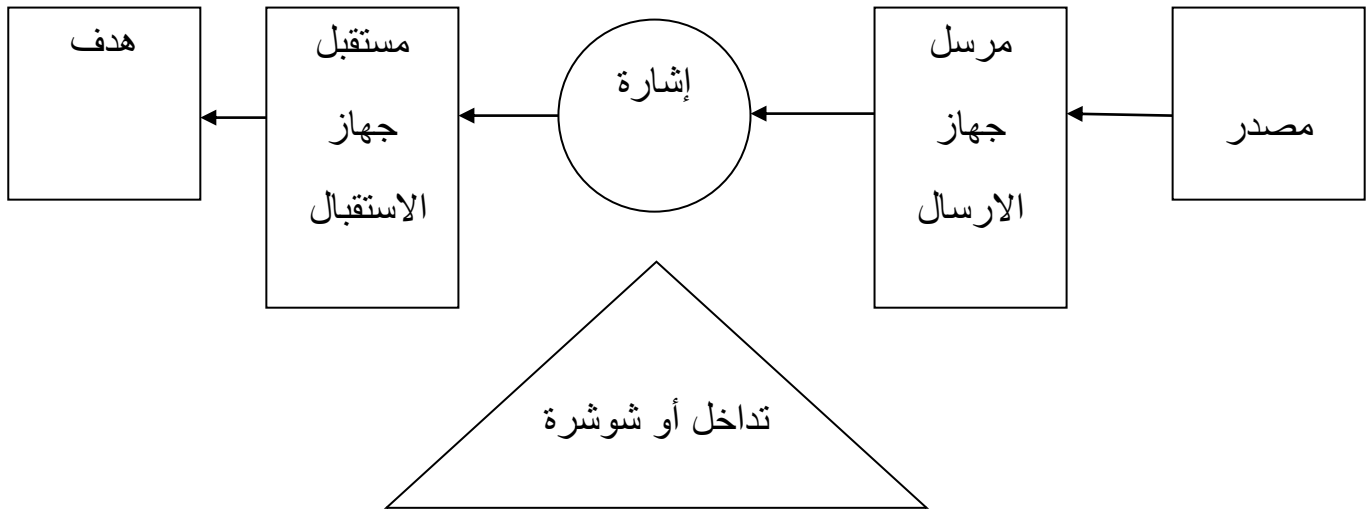 مصدر
مرسل
جهاز
الارسال
إشارة
مستقبل
جهاز
الاستقبال
هدف
تداخل أو شوشرة